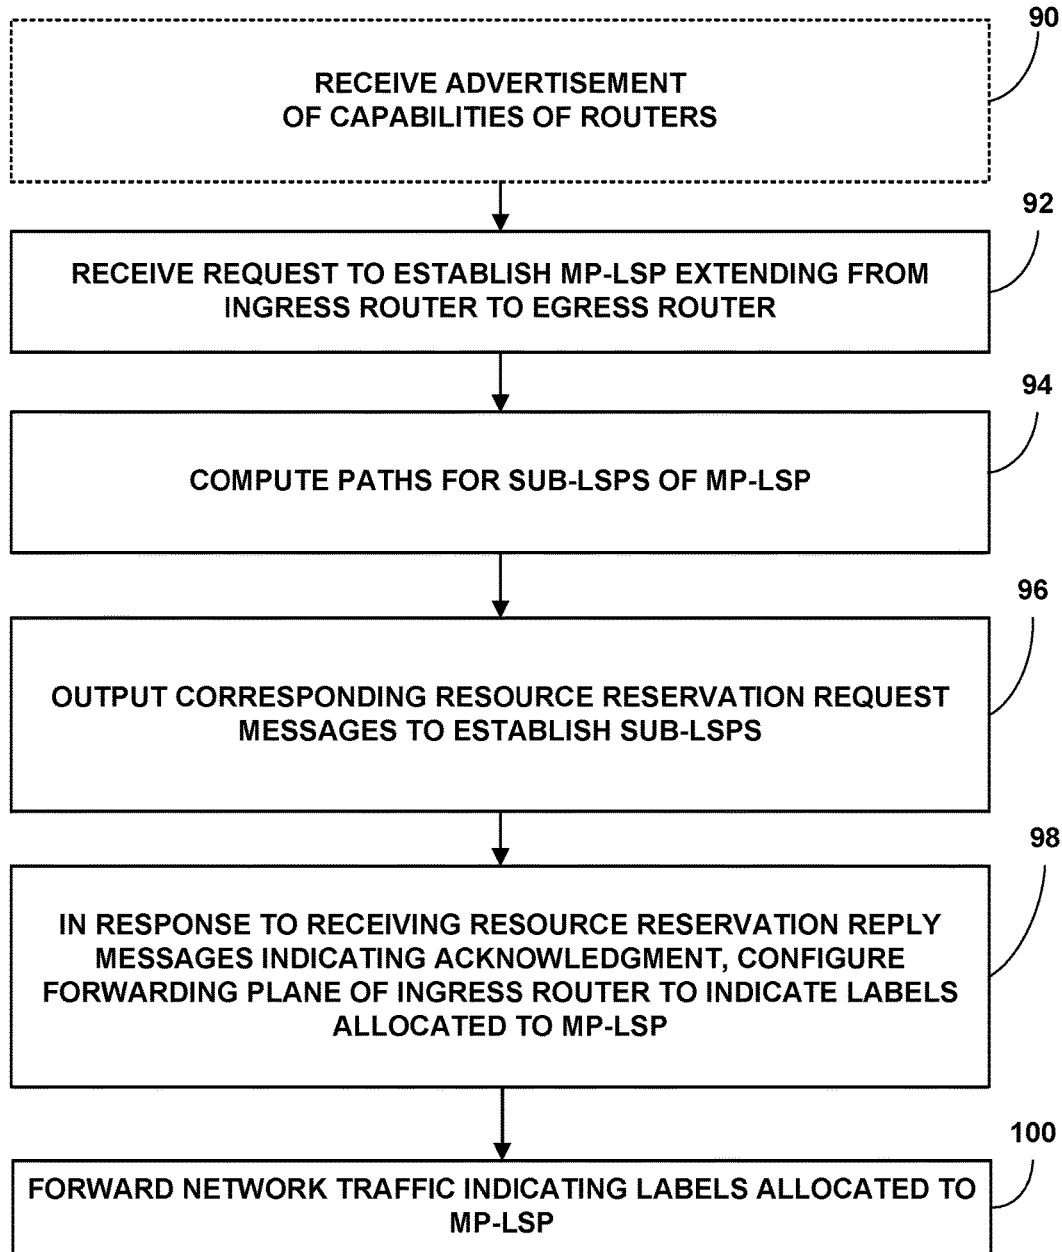 90
RECEIVE ADVERTISEMENT
OF CAPABILITIES OF ROUTERS
92
RECEIVE REQUEST TO ESTABLISH MP-LSP EXTENDING FROM
INGRESS ROUTER TO EGRESS ROUTER
94
COMPUTE PATHS FOR SUB-LSPS OF MP-LSP
96
OUTPUT CORRESPONDING RESOURCE RESERVATION REQUEST
MESSAGES TO ESTABLISH SUB-LSPS
98
IN RESPONSE TO RECEIVING RESOURCE RESERVATION REPLY
MESSAGES INDICATING ACKNOWLEDGMENT, CONFIGURE
FORWARDING PLANE OF INGRESS ROUTER TO INDICATE LABELS
ALLOCATED TO MP-LSP
100
FORWARD NETWORK TRAFFIC INDICATING LABELS ALLOCATED TO
MP-LSP